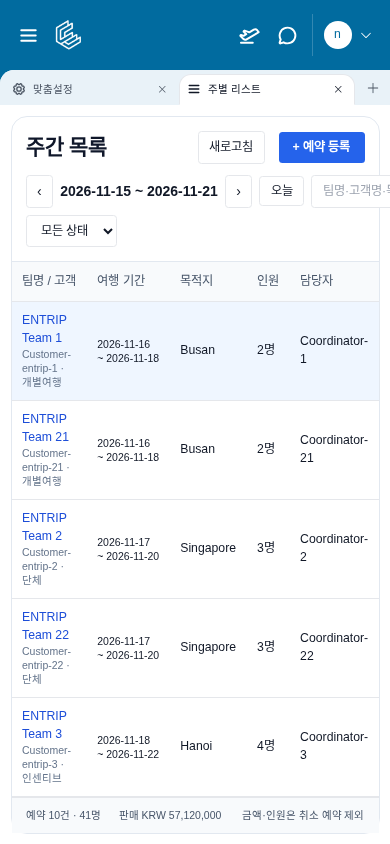 n
맞춤설정
주별 리스트
주간 목록
새로고침
+ 예약 등록
‹ 2026-11-15 ~ 2026-11-21 › 오늘 팀명·고객명·
모든 상태
팀명 / 고객 여행 기간 목적지 인원 담당자
ENTRIP Team 1
Customer-entrip-1 · 개별여행
2026-11-16 ~ 2026-11-18
Busan
2명
Coordinator-1
ENTRIP Team 21
Customer-entrip-21 · 개별여행
2026-11-16 ~ 2026-11-18
Busan
2명
Coordinator-21
ENTRIP Team 2
Customer-entrip-2 · 단체
2026-11-17 ~ 2026-11-20
Singapore
3명
Coordinator-2
ENTRIP Team 22
Customer-entrip-22 · 단체
2026-11-17 ~ 2026-11-20
Singapore
3명
Coordinator-22
ENTRIP Team 3
Customer-entrip-3 · 인센티브
2026-11-18 ~ 2026-11-22
Hanoi
4명
Coordinator-3
예약 10건 · 41명 판매 KRW 57,120,000 금액·인원은 취소 예약 제외